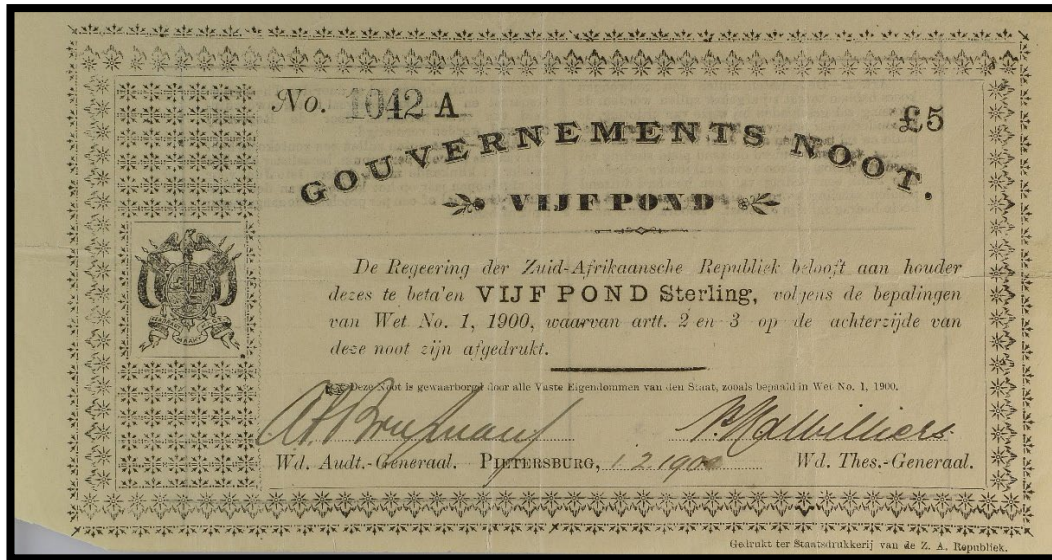 No. 1042 A
£5
GOUVERNEMENTS NOOT.
VIJF POND
De Regeering der Zuid-Afrikaansche Republiek belooft aan houder
dezes te beta'en VIJF POND Sterling, volgens de bepalingen
van Wet No. 1, 1900, waarvan artt. 2 en 3 op de achterzijde van
deze noot zijn afgedrukt.
Deze Noot is gewaarborgd door alle Vaste Eigendommen van den Staat, zooals bepaald in Wet No. 1, 1900.
Wd. Audt.-Generaal. PIETERSBURG, 1.2.1900 Wd. Thes.-Generaal.
Gedrukt ter Staatsdrukkerij van de Z. A. Republiek.